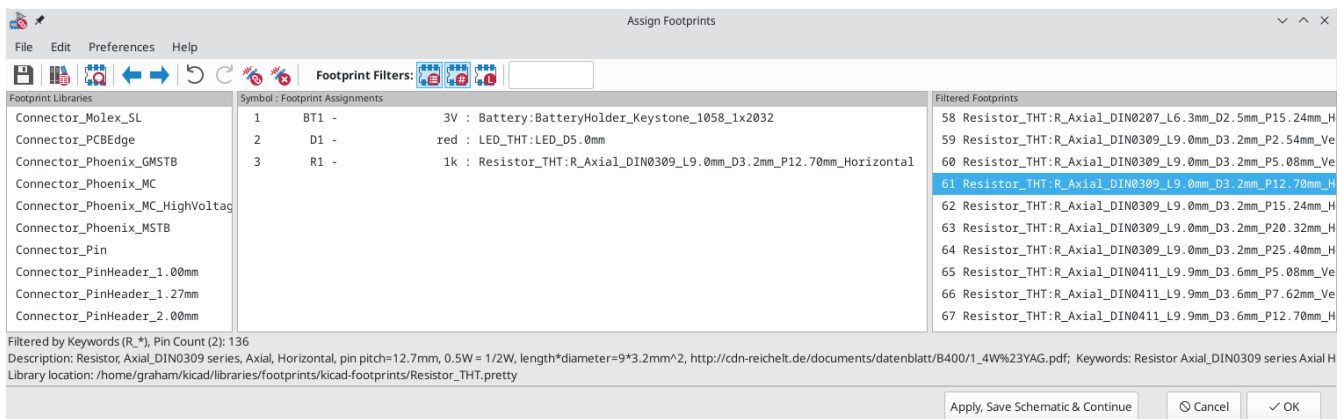 Assign Footprints
File Edit Preferences Help
Footprint Filters:
Footprint Libraries
Connector_Molex_SL
Connector_PCBEdge
Connector_Phoenix_GMSTB
Connector_Phoenix_MC
Connector_Phoenix_MC_HighVoltag
Connector_Phoenix_MSTB
Connector_Pin
Connector_PinHeader_1.00mm
Connector_PinHeader_1.27mm
Connector_PinHeader_2.00mm
Symbol : Footprint Assignments
1 BT1 - 3V : Battery:BatteryHolder_Keystone_1058_1x2032
2 D1 - red : LED_THT:LED_D5.0mm
3 R1 - 1k : Resistor_THT:R_Axial_DIN0309_L9.0mm_D3.2mm_P12.70mm_Horizontal
Filtered Footprints
58 Resistor_THT:R_Axial_DIN0207_L6.3mm_D2.5mm_P15.24mm_H
59 Resistor_THT:R_Axial_DIN0309_L9.0mm_D3.2mm_P2.54mm_Ve
60 Resistor_THT:R_Axial_DIN0309_L9.0mm_D3.2mm_P5.08mm_Ve
61 Resistor_THT:R_Axial_DIN0309_L9.0mm_D3.2mm_P12.70mm_H
62 Resistor_THT:R_Axial_DIN0309_L9.0mm_D3.2mm_P15.24mm_H
63 Resistor_THT:R_Axial_DIN0309_L9.0mm_D3.2mm_P20.32mm_H
64 Resistor_THT:R_Axial_DIN0309_L9.0mm_D3.2mm_P25.40mm_H
65 Resistor_THT:R_Axial_DIN0411_L9.9mm_D3.6mm_P5.08mm_Ve
66 Resistor_THT:R_Axial_DIN0411_L9.9mm_D3.6mm_P7.62mm_Ve
67 Resistor_THT:R_Axial_DIN0411_L9.9mm_D3.6mm_P12.70mm_H
Filtered by Keywords (R_*), Pin Count (2): 136
Description: Resistor, Axial_DIN0309 series, Axial, Horizontal, pin pitch=12.7mm, 0.5W = 1/2W, length*diameter=9*3.2mm^2, http://cdn-reichelt.de/documents/datenblatt/B400/1_4W%23YAG.pdf; Keywords: Resistor Axial_DIN0309 series Axial H
Library location: /home/graham/kicad/libraries/footprints/kicad-footprints/Resistor_THT.pretty
Apply, Save Schematic & Continue
Cancel
OK